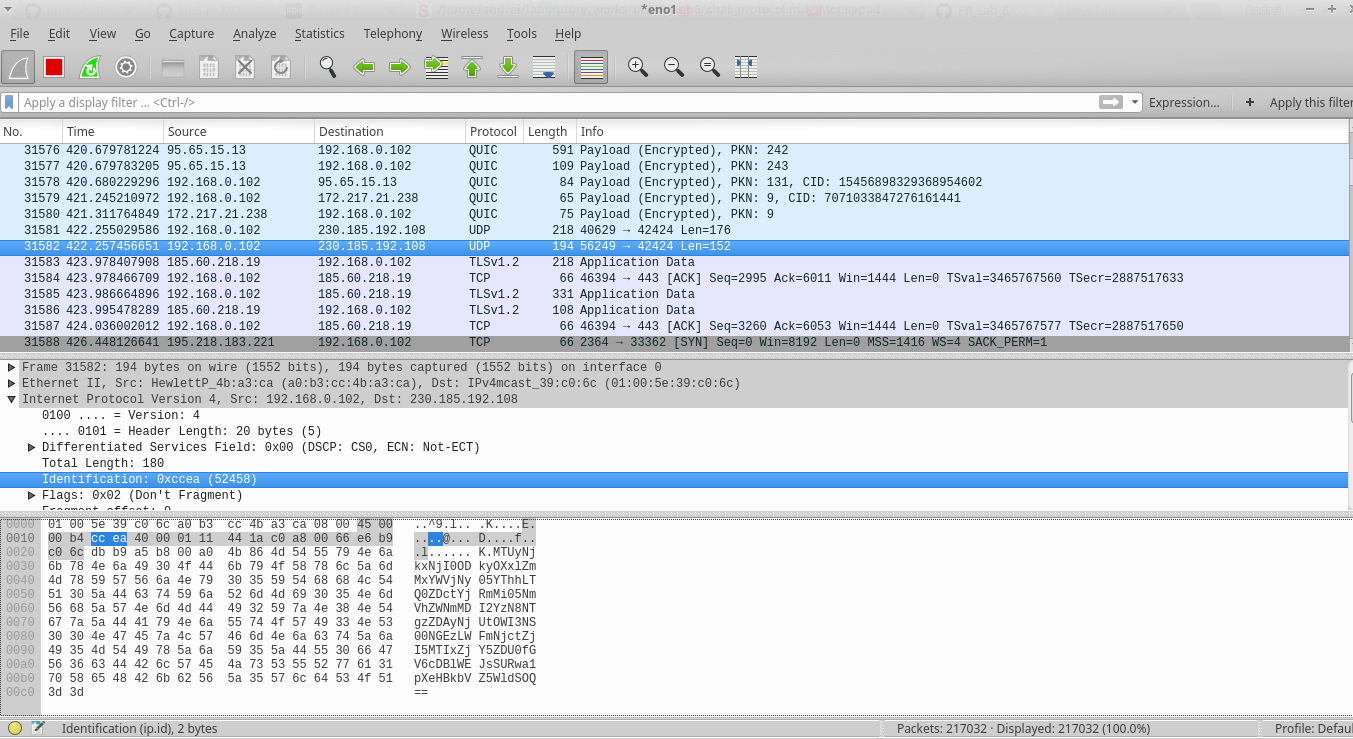 *eno1
File Edit View Go Capture Analyze Statistics Telephony Wireless Tools Help
Apply a display filter ... <Ctrl-/> Expression... + Apply this filter
No. Time Source Destination Protocol Length Info
31576 420.679781224 95.65.15.13 192.168.0.102 QUIC 591 Payload (Encrypted), PKN: 242
31577 420.679783205 95.65.15.13 192.168.0.102 QUIC 109 Payload (Encrypted), PKN: 243
31578 420.680229296 192.168.0.102 95.65.15.13 QUIC 84 Payload (Encrypted), PKN: 131, CID: 15456898329368954602
31579 421.245210972 192.168.0.102 172.217.21.238 QUIC 65 Payload (Encrypted), PKN: 9, CID: 7071033847276161441
31580 421.311764849 172.217.21.238 192.168.0.102 QUIC 75 Payload (Encrypted), PKN: 9
31581 422.255029586 192.168.0.102 230.185.192.108 UDP 218 40629 → 42424 Len=176
31582 422.257456651 192.168.0.102 230.185.192.108 UDP 194 56249 → 42424 Len=152
31583 423.978407908 185.60.218.19 192.168.0.102 TLSv1.2 218 Application Data
31584 423.978466709 192.168.0.102 185.60.218.19 TCP 66 46394 → 443 [ACK] Seq=2995 Ack=6011 Win=1444 Len=0 TSval=3465767560 TSecr=2887517633
31585 423.986664896 192.168.0.102 185.60.218.19 TLSv1.2 331 Application Data
31586 423.995478289 185.60.218.19 192.168.0.102 TLSv1.2 108 Application Data
31587 424.036002012 192.168.0.102 185.60.218.19 TCP 66 46394 → 443 [ACK] Seq=3260 Ack=6053 Win=1444 Len=0 TSval=3465767577 TSecr=2887517650
31588 426.448126641 195.218.183.221 192.168.0.102 TCP 66 2364 → 33362 [SYN] Seq=0 Win=8192 Len=0 MSS=1416 WS=4 SACK_PERM=1
Frame 31582: 194 bytes on wire (1552 bits), 194 bytes captured (1552 bits) on interface 0
Ethernet II, Src: HewlettP_4b:a3:ca (a0:b3:cc:4b:a3:ca), Dst: IPv4mcast_39:c0:6c (01:00:5e:39:c0:6c)
Internet Protocol Version 4, Src: 192.168.0.102, Dst: 230.185.192.108
0100 .... = Version: 4
.... 0101 = Header Length: 20 bytes (5)
Differentiated Services Field: 0x00 (DSCP: CS0, ECN: Not-ECT)
Total Length: 180
Identification: 0xccea (52458)
Flags: 0x02 (Don't Fragment)
Fragment offset: 0
0000 01 00 5e 39 c0 6c a0 b3 cc 4b a3 ca 08 00 45 00 ..^9.l.. .K....E.
0010 00 b4 cc ea 40 00 01 11 44 1a c0 a8 00 66 e6 b9 ....@... D....f..
0020 c0 6c db b9 a5 b8 00 a0 4b 86 4d 54 55 79 4e 6a .l...... K.MTUyNj
0030 6b 78 4e 6a 49 30 4f 44 6b 79 4f 58 78 6c 5a 6d kxNjI0OD kyOXxlZm
0040 4d 78 59 57 56 6a 4e 79 30 35 59 54 68 68 4c 54 MxYWVjNy 05YThhLT
0050 51 30 5a 44 63 74 59 6a 52 6d 4d 69 30 35 4e 6d Q0ZDctYj RmMi05Nm
0060 56 68 5a 57 4e 6d 4d 44 49 32 59 7a 4e 38 4e 54 VhZWNmMD I2YzN8NT
0070 67 7a 5a 44 41 79 4e 6a 55 74 4f 57 49 33 4e 53 gzZDAyNj UtOWI3NS
0080 30 30 4e 47 45 7a 4c 57 46 6d 4e 6a 63 74 5a 6a 00NGEzLW FmNjctZj
0090 49 35 4d 54 49 78 5a 6a 59 35 5a 44 55 30 66 47 I5MTIxZj Y5ZDU0fG
00a0 56 36 63 44 42 6c 57 45 4a 73 53 55 52 77 61 31 V6cDBlWE JsSURwa1
00b0 70 58 65 48 42 6b 62 56 5a 35 57 6c 64 53 4f 51 pXeHBkbV Z5WldSOQ
00c0 3d 3d ==
Identification (ip.id), 2 bytes Packets: 217032 · Displayed: 217032 (100.0%) Profile: Defau